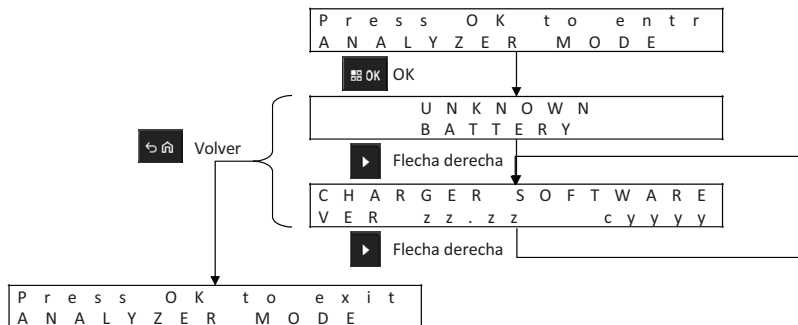 Press OK to entr
ANALYZER MODE
OK OK
UNKNOWN
BATTERY
Volver
Flecha derecha
CHARGER SOFTWARE
VER zz.zz cyyyy
Flecha derecha
Press OK to exit
ANALYZER MODE